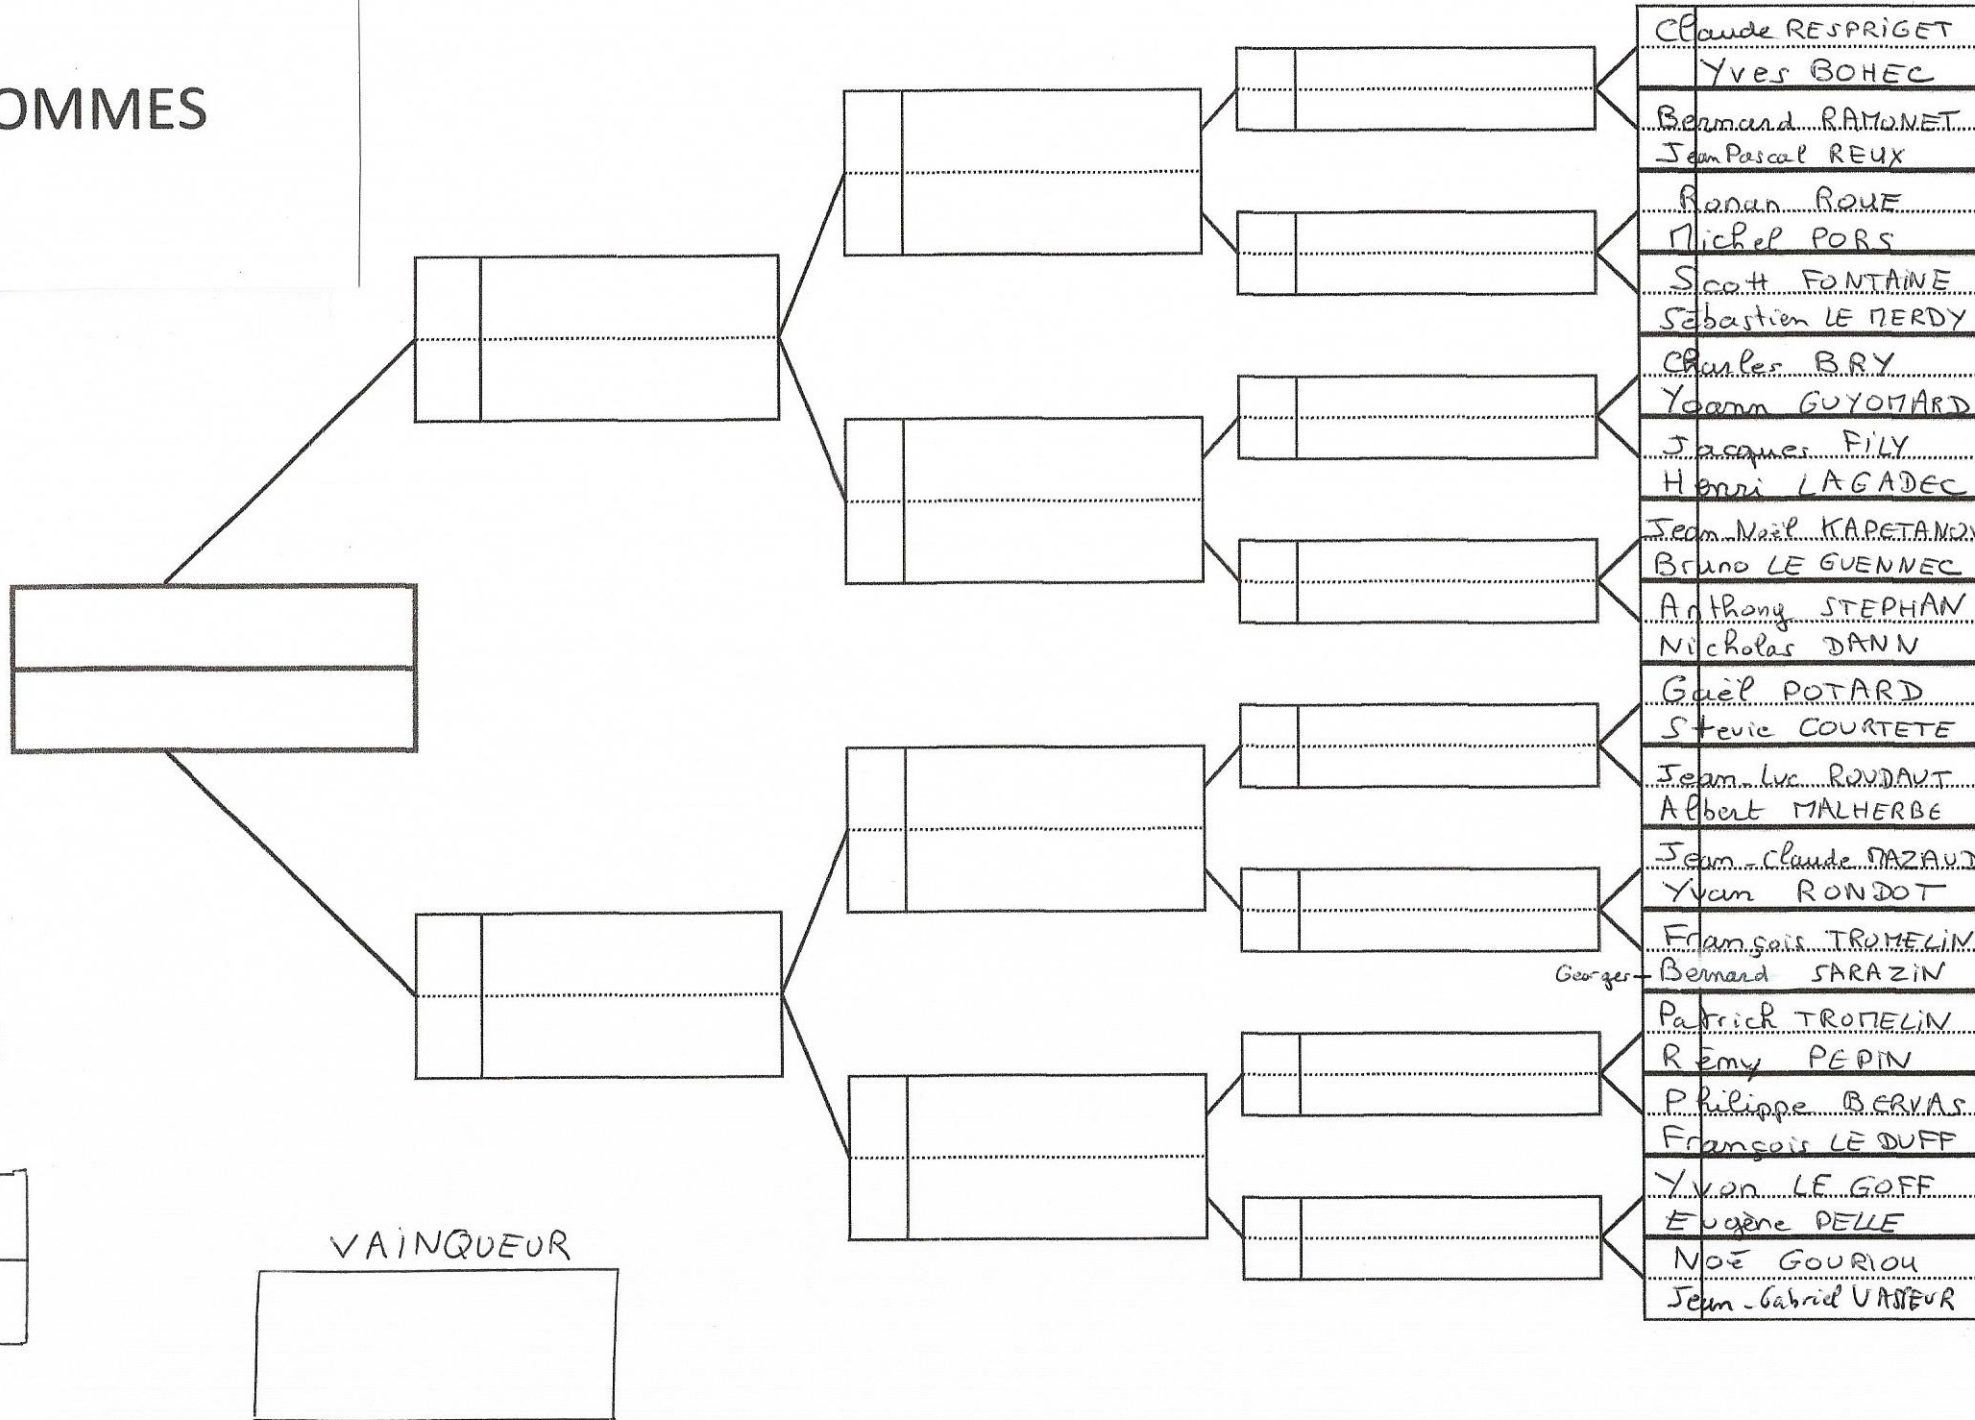 OMMES
Claude RESPRIGET
Yves BOHEC
Bernard RAMONET
Jean Pascal REUX
Ronan ROUE
Michel PORS
Scott FONTAINE
Sébastien LE MERDY
Charles BRY
Yoann GUYOMARD
Jacques FILY
Henri LAGADEC
Jean-Noël KAPETANOV
Bruno LE GUENNEC
Anthony STEPHAN
Nicholas DANN
Gaël POTARD
Stevie COURTETE
Jean-Luc ROUDAUT
Albert MALHERBE
Jean-Claude MAZAUD
Yvan RONDOT
François TROMELIN
Georges-Bernard SARAZIN
Patrick TROMELIN
Rémy PEPIN
Philippe BERVAS
François LE DUFF
Yvon LE GOFF
Eugène PELLE
Noë GOURIOU
Jean-Gabriel VASSEUR
VAINQUEUR